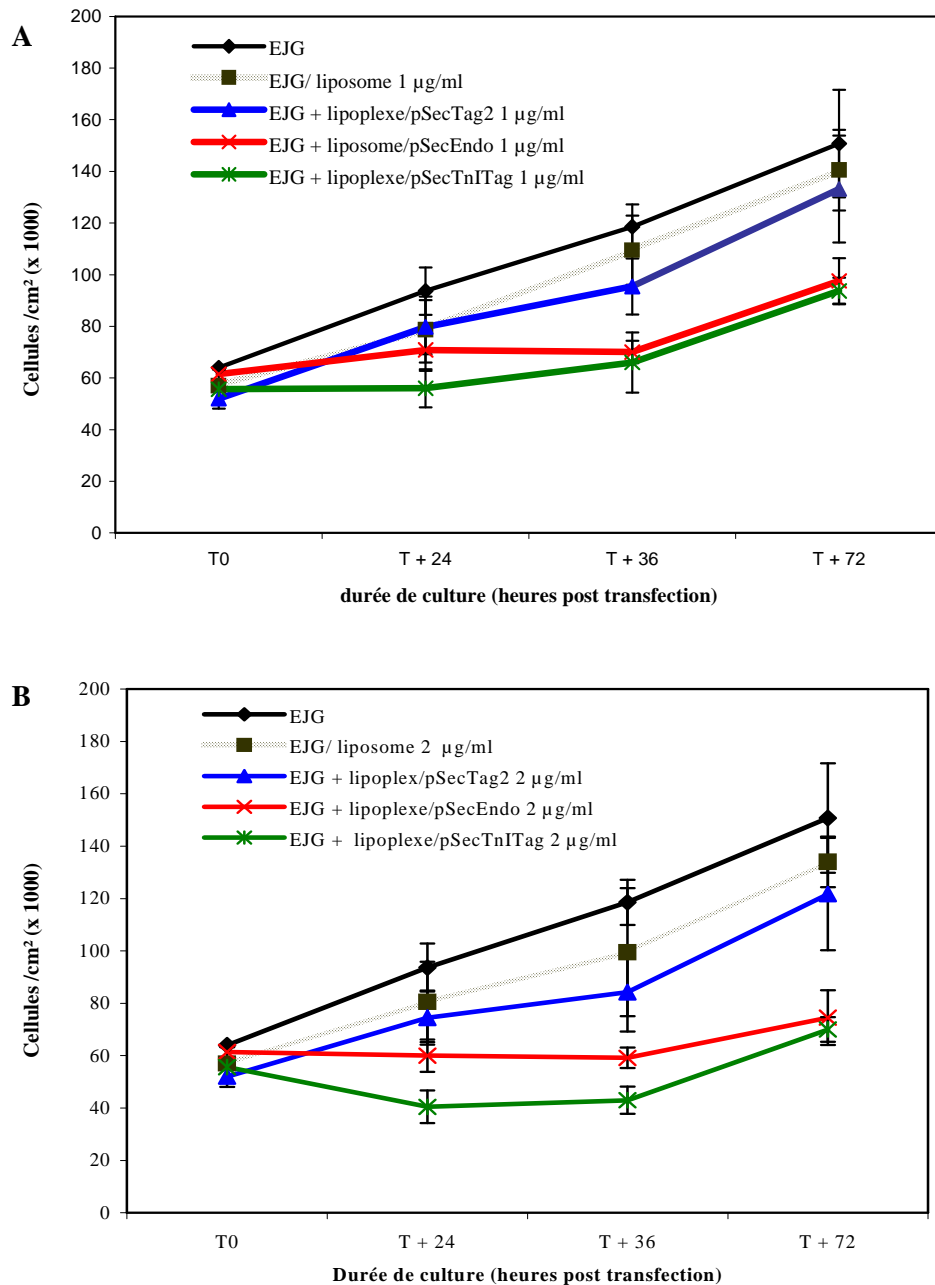 A
200
180
160
140
120
100
80
60
40
20
0
Cellules /cm² (x 1000)
EJG
EJG/ liposome 1 µg/ml
EJG + lipoplexe/pSecTag2 1 µg/ml
EJG + liposome/pSecEndo 1 µg/ml
EJG + lipoplexe/pSecTnITag 1 µg/ml
T0 T + 24 T + 36 T + 72
durée de culture (heures post transfection)
B
200
180
160
140
120
100
80
60
40
20
0
Cellules /cm² (x 1000)
EJG
EJG/ liposome 2 µg/ml
EJG + lipoplex/pSecTag2 2 µg/ml
EJG + lipoplexe/pSecEndo 2 µg/ml
EJG + lipoplexe/pSecTnITag 2 µg/ml
T0 T + 24 T + 36 T + 72
Durée de culture (heures post transfection)